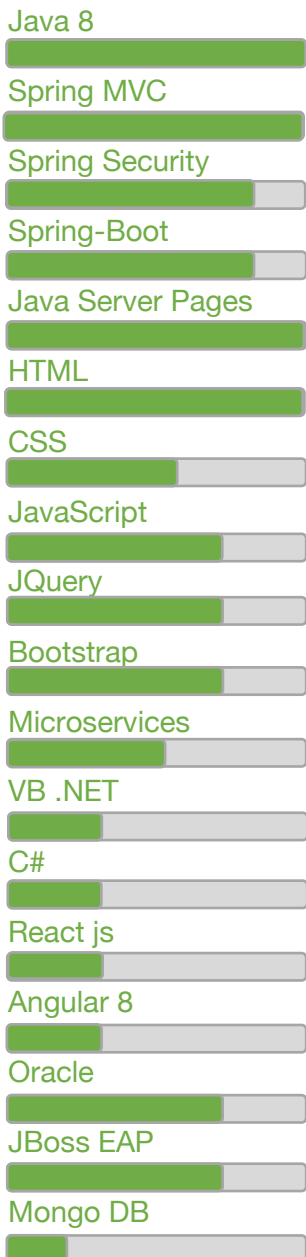 Java 8
Spring MVC
Spring Security
Spring-Boot
Java Server Pages
HTML
CSS
JavaScript
JQuery
Bootstrap
Microservices
VB .NET
C#
React js
Angular 8
Oracle
JBoss EAP
Mongo DB